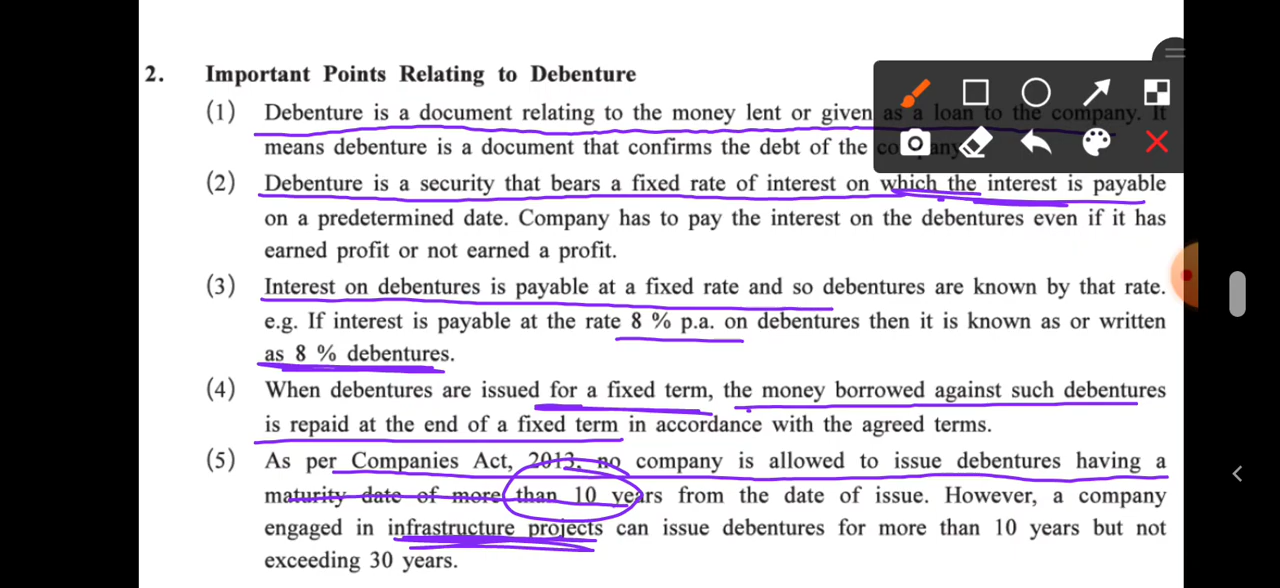 2. Important Points Relating to Debenture
(1) Debenture is a document relating to the money lent or given as a loan to the company. It
means debenture is a document that confirms the debt of the
(2) Debenture is a security that bears a fixed rate of interest on which the interest is payable
on a predetermined date. Company has to pay the interest on the debentures even if it has
earned profit or not earned a profit.
(3) Interest on debentures is payable at a fixed rate and so debentures are known by that rate.
e.g. If interest is payable at the rate 8 % p.a. on debentures then it is known as or written
as 8 % debentures.
(4) When debentures are issued for a fixed term, the money borrowed against such debentures
is repaid at the end of a fixed term in accordance with the agreed terms.
(5) As per Companies Act, 2013, no company is allowed to issue debentures having a
maturity date of more than 10 years from the date of issue. However, a company
engaged in infrastructure projects can issue debentures for more than 10 years but not
exceeding 30 years.